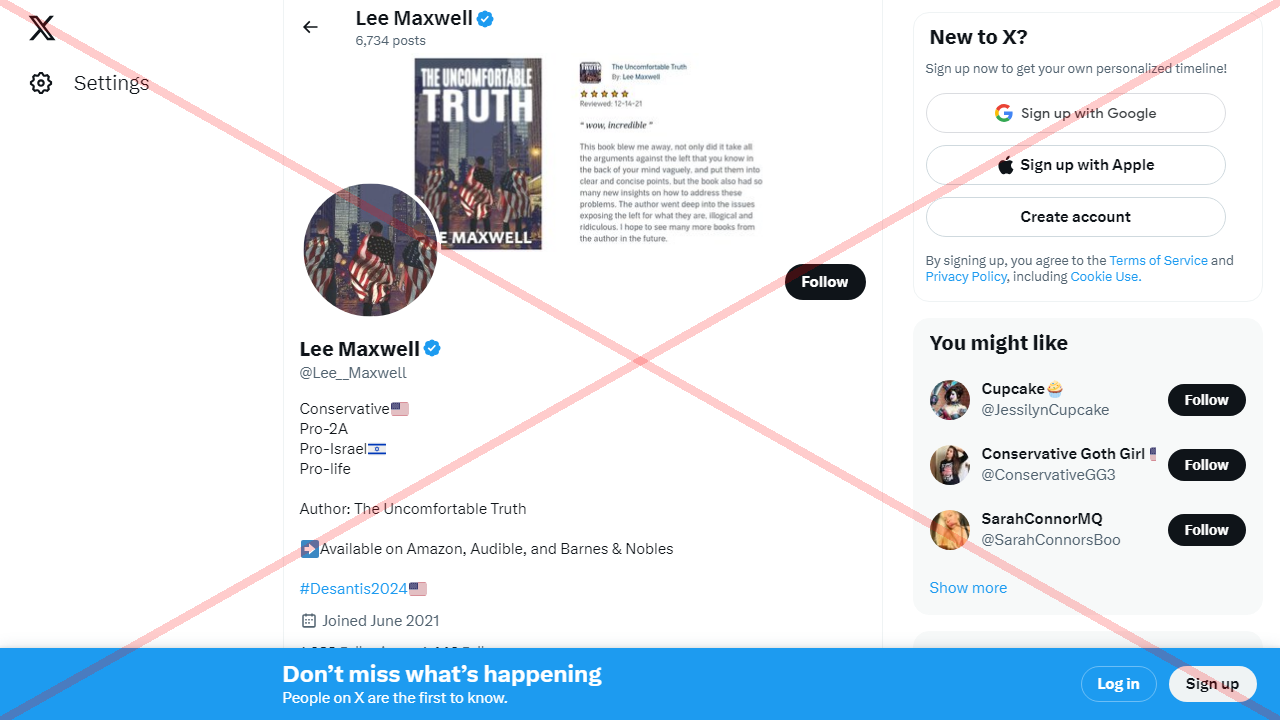 Settings
Lee Maxwell
6,734 posts
THE UNCOMFORTABLE
TRUTH
E MAXWELL
The Uncomfortable Truth
By: Lee Maxwell
Reviewed: 12-14-21
“ wow, incredible ”
This book blew me away, not only did it take all
the arguments against the left that you know in
the back of your mind vaguely, and put them into
clear and concise points, but the book also had so
many new insights on how to address these
problems. The author went deep into the issues
exposing the left for what they are, illogical and
ridiculous. I hope to see many more books from
the author in the future.
Follow
Lee Maxwell
@Lee__Maxwell
Conservative🇺🇸
Pro-2A
Pro-Israel🇮🇱
Pro-life
Author: The Uncomfortable Truth
➡️Available on Amazon, Audible, and Barnes & Nobles
#Desantis2024🇺🇸
Joined June 2021
New to X?
Sign up now to get your own personalized timeline!
Sign up with Google
Sign up with Apple
Create account
By signing up, you agree to the Terms of Service and
Privacy Policy, including Cookie Use.
You might like
Cupcake🧁
@JessilynCupcake
Follow
Conservative Goth Girl
@ConservativeGG3
Follow
SarahConnorMQ
@SarahConnorsBoo
Follow
Show more
Don’t miss what’s happening
People on X are the first to know.
Log in
Sign up